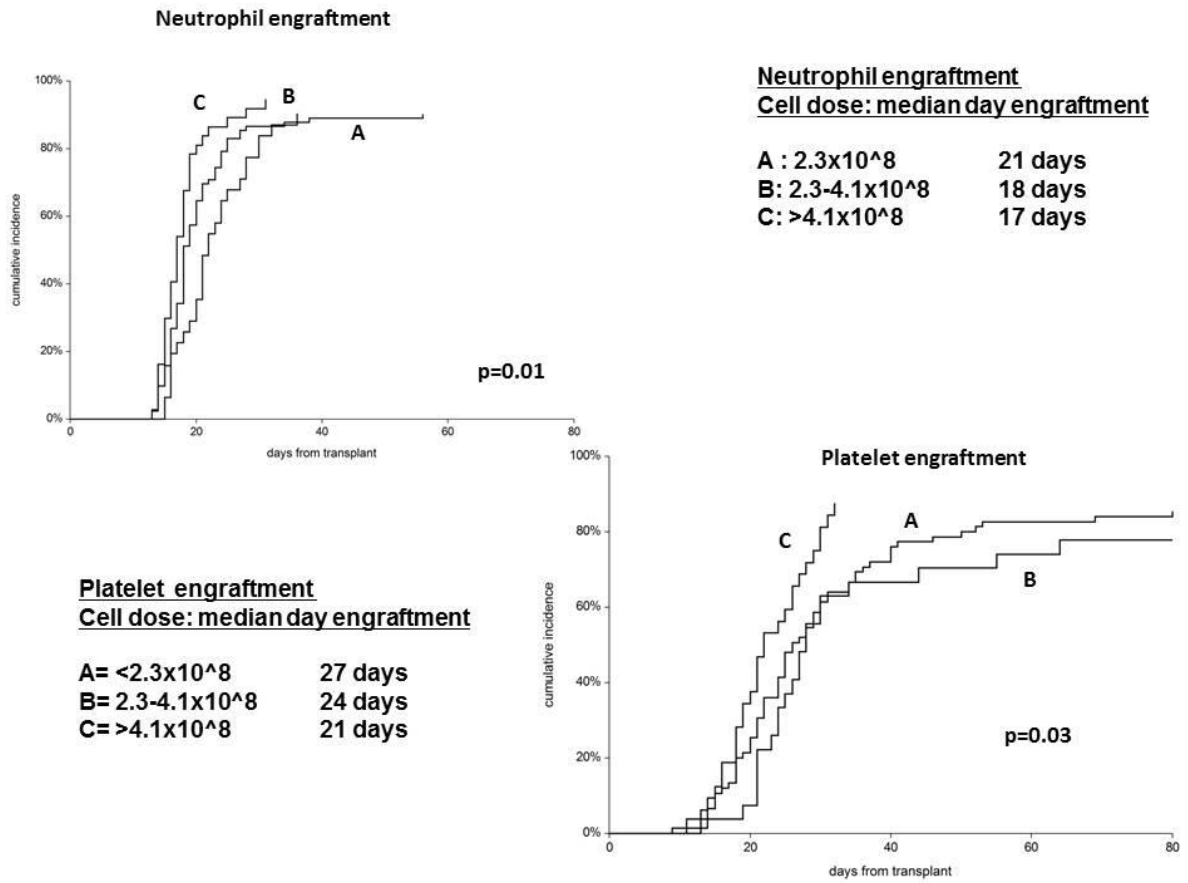 Neutrophil engraftment
100%
80%
60%
40%
20%
0%
cumulative incidence
C
B
A
p=0.01
0
20
40
60
80
days from transplant
Neutrophil engraftment
Cell dose: median day engraftment
A : 2.3x10^8 21 days
B: 2.3-4.1x10^8 18 days
C: >4.1x10^8 17 days
Platelet engraftment
Cell dose: median day engraftment
A= <2.3x10^8 27 days
B= 2.3-4.1x10^8 24 days
C= >4.1x10^8 21 days
Platelet engraftment
100%
80%
60%
40%
20%
0%
cumulative incidence
C
A
B
p=0.03
0
20
40
60
80
days from transplant